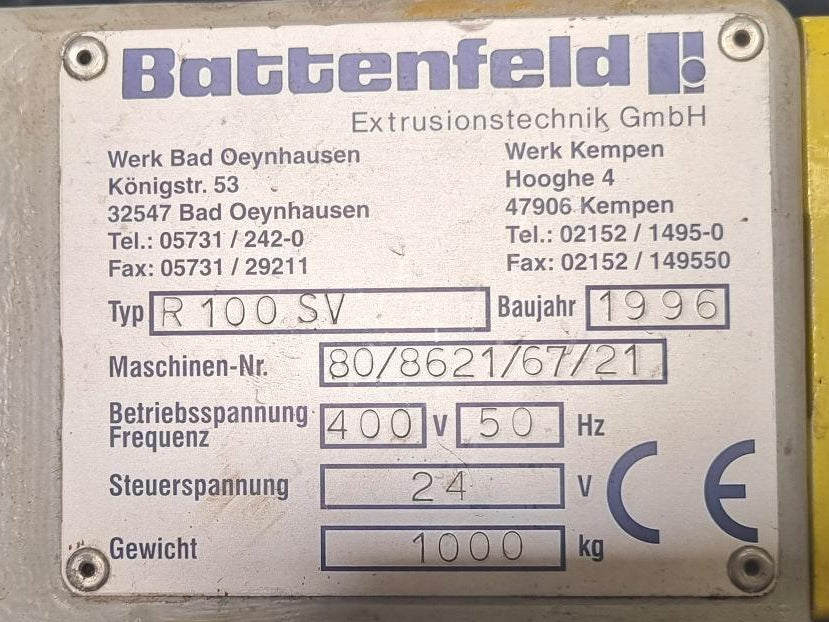 Battenfeld
Extrusionstechnik GmbH
Werk Bad Oeynhausen
Königstr. 53
32547 Bad Oeynhausen
Tel.: 05731 / 242-0
Fax: 05731 / 29211
Werk Kempen
Hooghe 4
47906 Kempen
Tel.: 02152 / 1495-0
Fax: 02152 / 149550
Typ R 100 SV Baujahr 1996
Maschinen-Nr. 80/8621/67/21
Betriebsspannung
Frequenz 400 V 50 Hz
Steuerspannung 24 V
Gewicht 1000 kg
CE